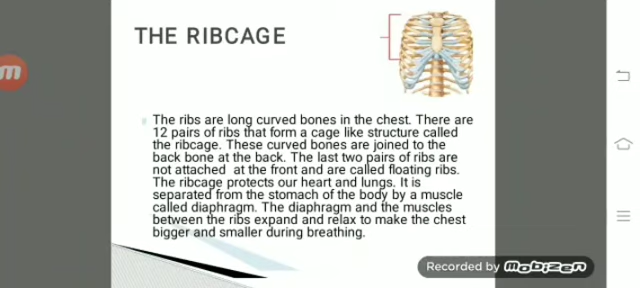 THE RIBCAGE
The ribs are long curved bones in the chest. There are
12 pairs of ribs that form a cage like structure called
the ribcage. These curved bones are joined to the
back bone at the back. The last two pairs of ribs are
not attached at the front and are called floating ribs.
The ribcage protects our heart and lungs. It is
separated from the stomach of the body by a muscle
called diaphragm. The diaphragm and the muscles
between the ribs expand and relax to make the chest
bigger and smaller during breathing.
Recorded by Mobizen